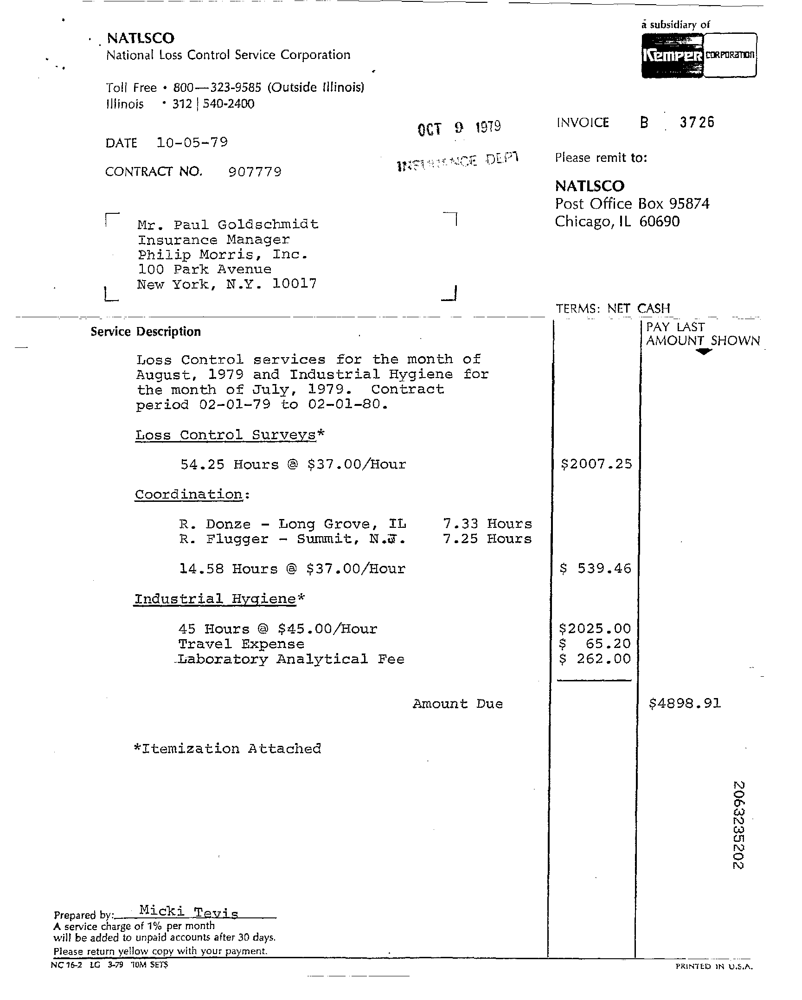 NATLSCO
National Loss Control Service Corporation
Toll Free • 800—323-9585 (Outside Illinois)
Illinois • 312 | 540-2400
a subsidiary of
Kemper CORPORATION
DATE 10-05-79
CONTRACT NO. 907779
OCT 9 1979
INSURANCE DEPT
INVOICE B 3726
Please remit to:
NATLSCO
Post Office Box 95874
Chicago, IL 60690
Mr. Paul Goldschmidt
Insurance Manager
Philip Morris, Inc.
100 Park Avenue
New York, N.Y. 10017
TERMS: NET CASH
Service Description
PAY LAST
AMOUNT SHOWN
Loss Control services for the month of
August, 1979 and Industrial Hygiene for
the month of July, 1979. Contract
period 02-01-79 to 02-01-80.
Loss Control Surveys*
54.25 Hours @ $37.00/Hour $2007.25
Coordination:
R. Donze - Long Grove, IL 7.33 Hours
R. Flugger - Summit, N.J. 7.25 Hours
14.58 Hours @ $37.00/Hour $ 539.46
Industrial Hygiene*
45 Hours @ $45.00/Hour $2025.00
Travel Expense $ 65.20
Laboratory Analytical Fee $ 262.00
Amount Due $4898.91
*Itemization Attached
2063235202
Prepared by: Micki Tevis
A service charge of 1% per month
will be added to unpaid accounts after 30 days.
Please return yellow copy with your payment.
NC 16-2 LG 3-79 10M SETS
PRINTED IN U.S.A.